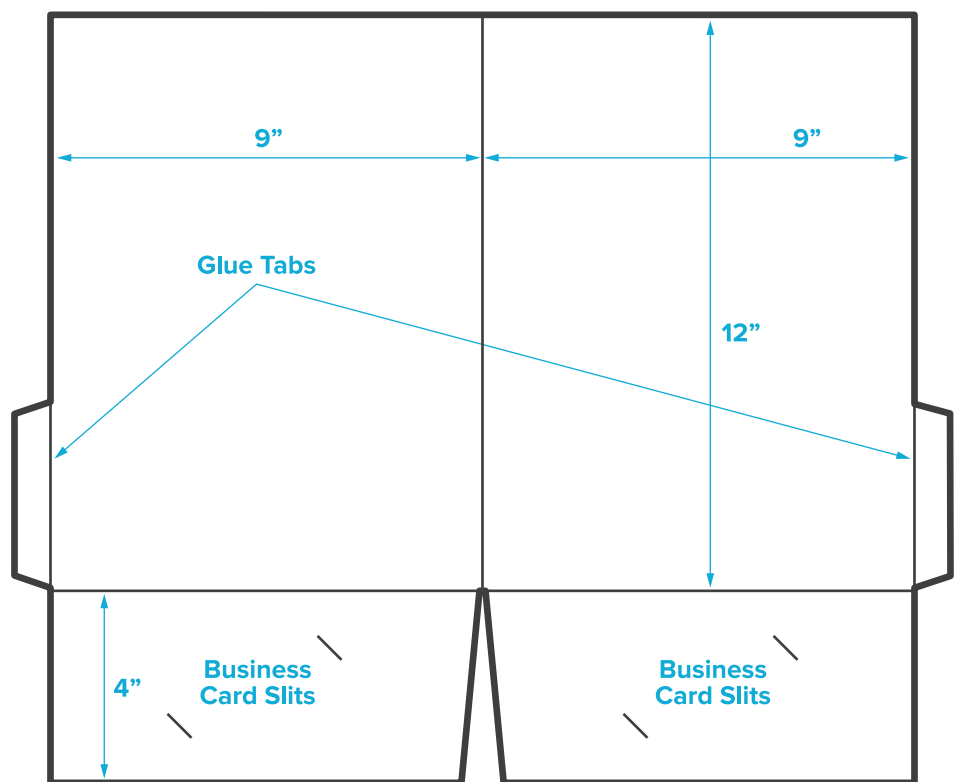 9”
9”
Glue Tabs
12”
4”
Business
Card Slits
Business
Card Slits